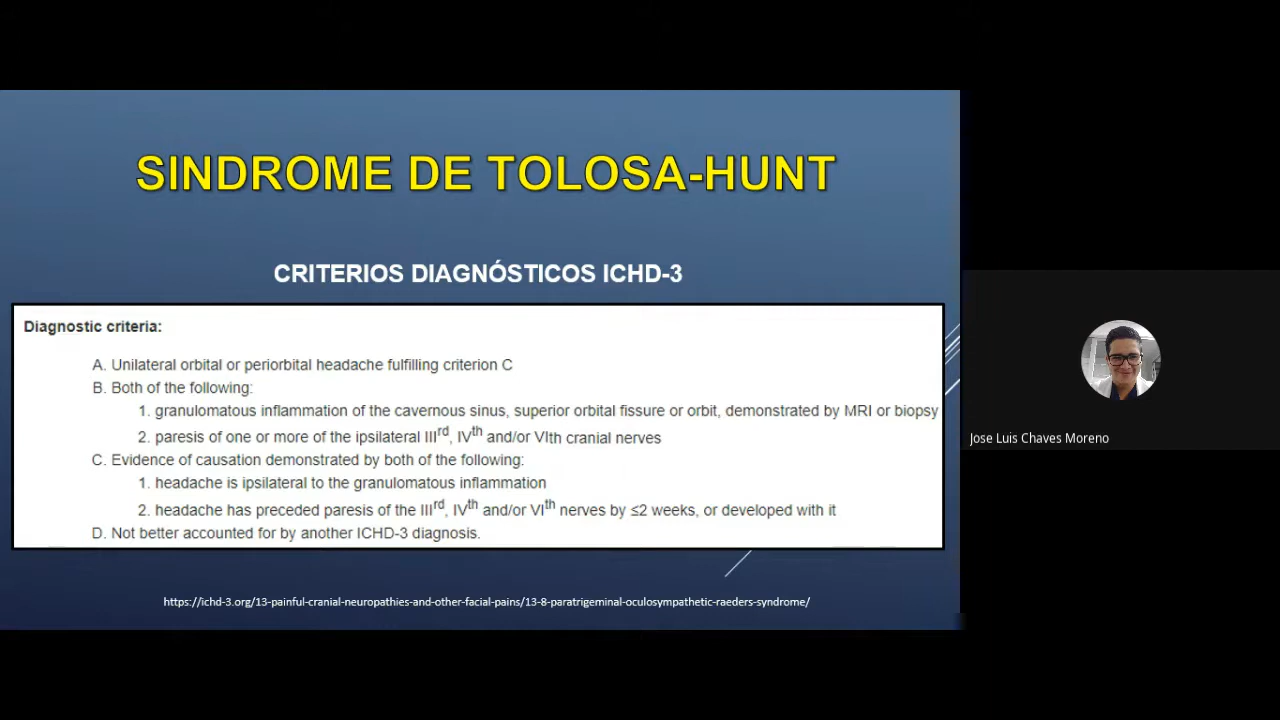 SINDROME DE TOLOSA-HUNT
CRITERIOS DIAGNÓSTICOS ICHD-3
Diagnostic criteria:
A. Unilateral orbital or periorbital headache fulfilling criterion C
B. Both of the following:
1. granulomatous inflammation of the cavernous sinus, superior orbital fissure or orbit, demonstrated by MRI or biopsy
2. paresis of one or more of the ipsilateral IIIrd, IVth and/or VIth cranial nerves
C. Evidence of causation demonstrated by both of the following:
1. headache is ipsilateral to the granulomatous inflammation
2. headache has preceded paresis of the IIIrd, IVth and/or VIth nerves by ≤2 weeks, or developed with it
D. Not better accounted for by another ICHD-3 diagnosis.
https://ichd-3.org/13-painful-cranial-neuropathies-and-other-facial-pains/13-8-paratrigeminal-oculosympathetic-raeders-syndrome/
Jose Luis Chaves Moreno